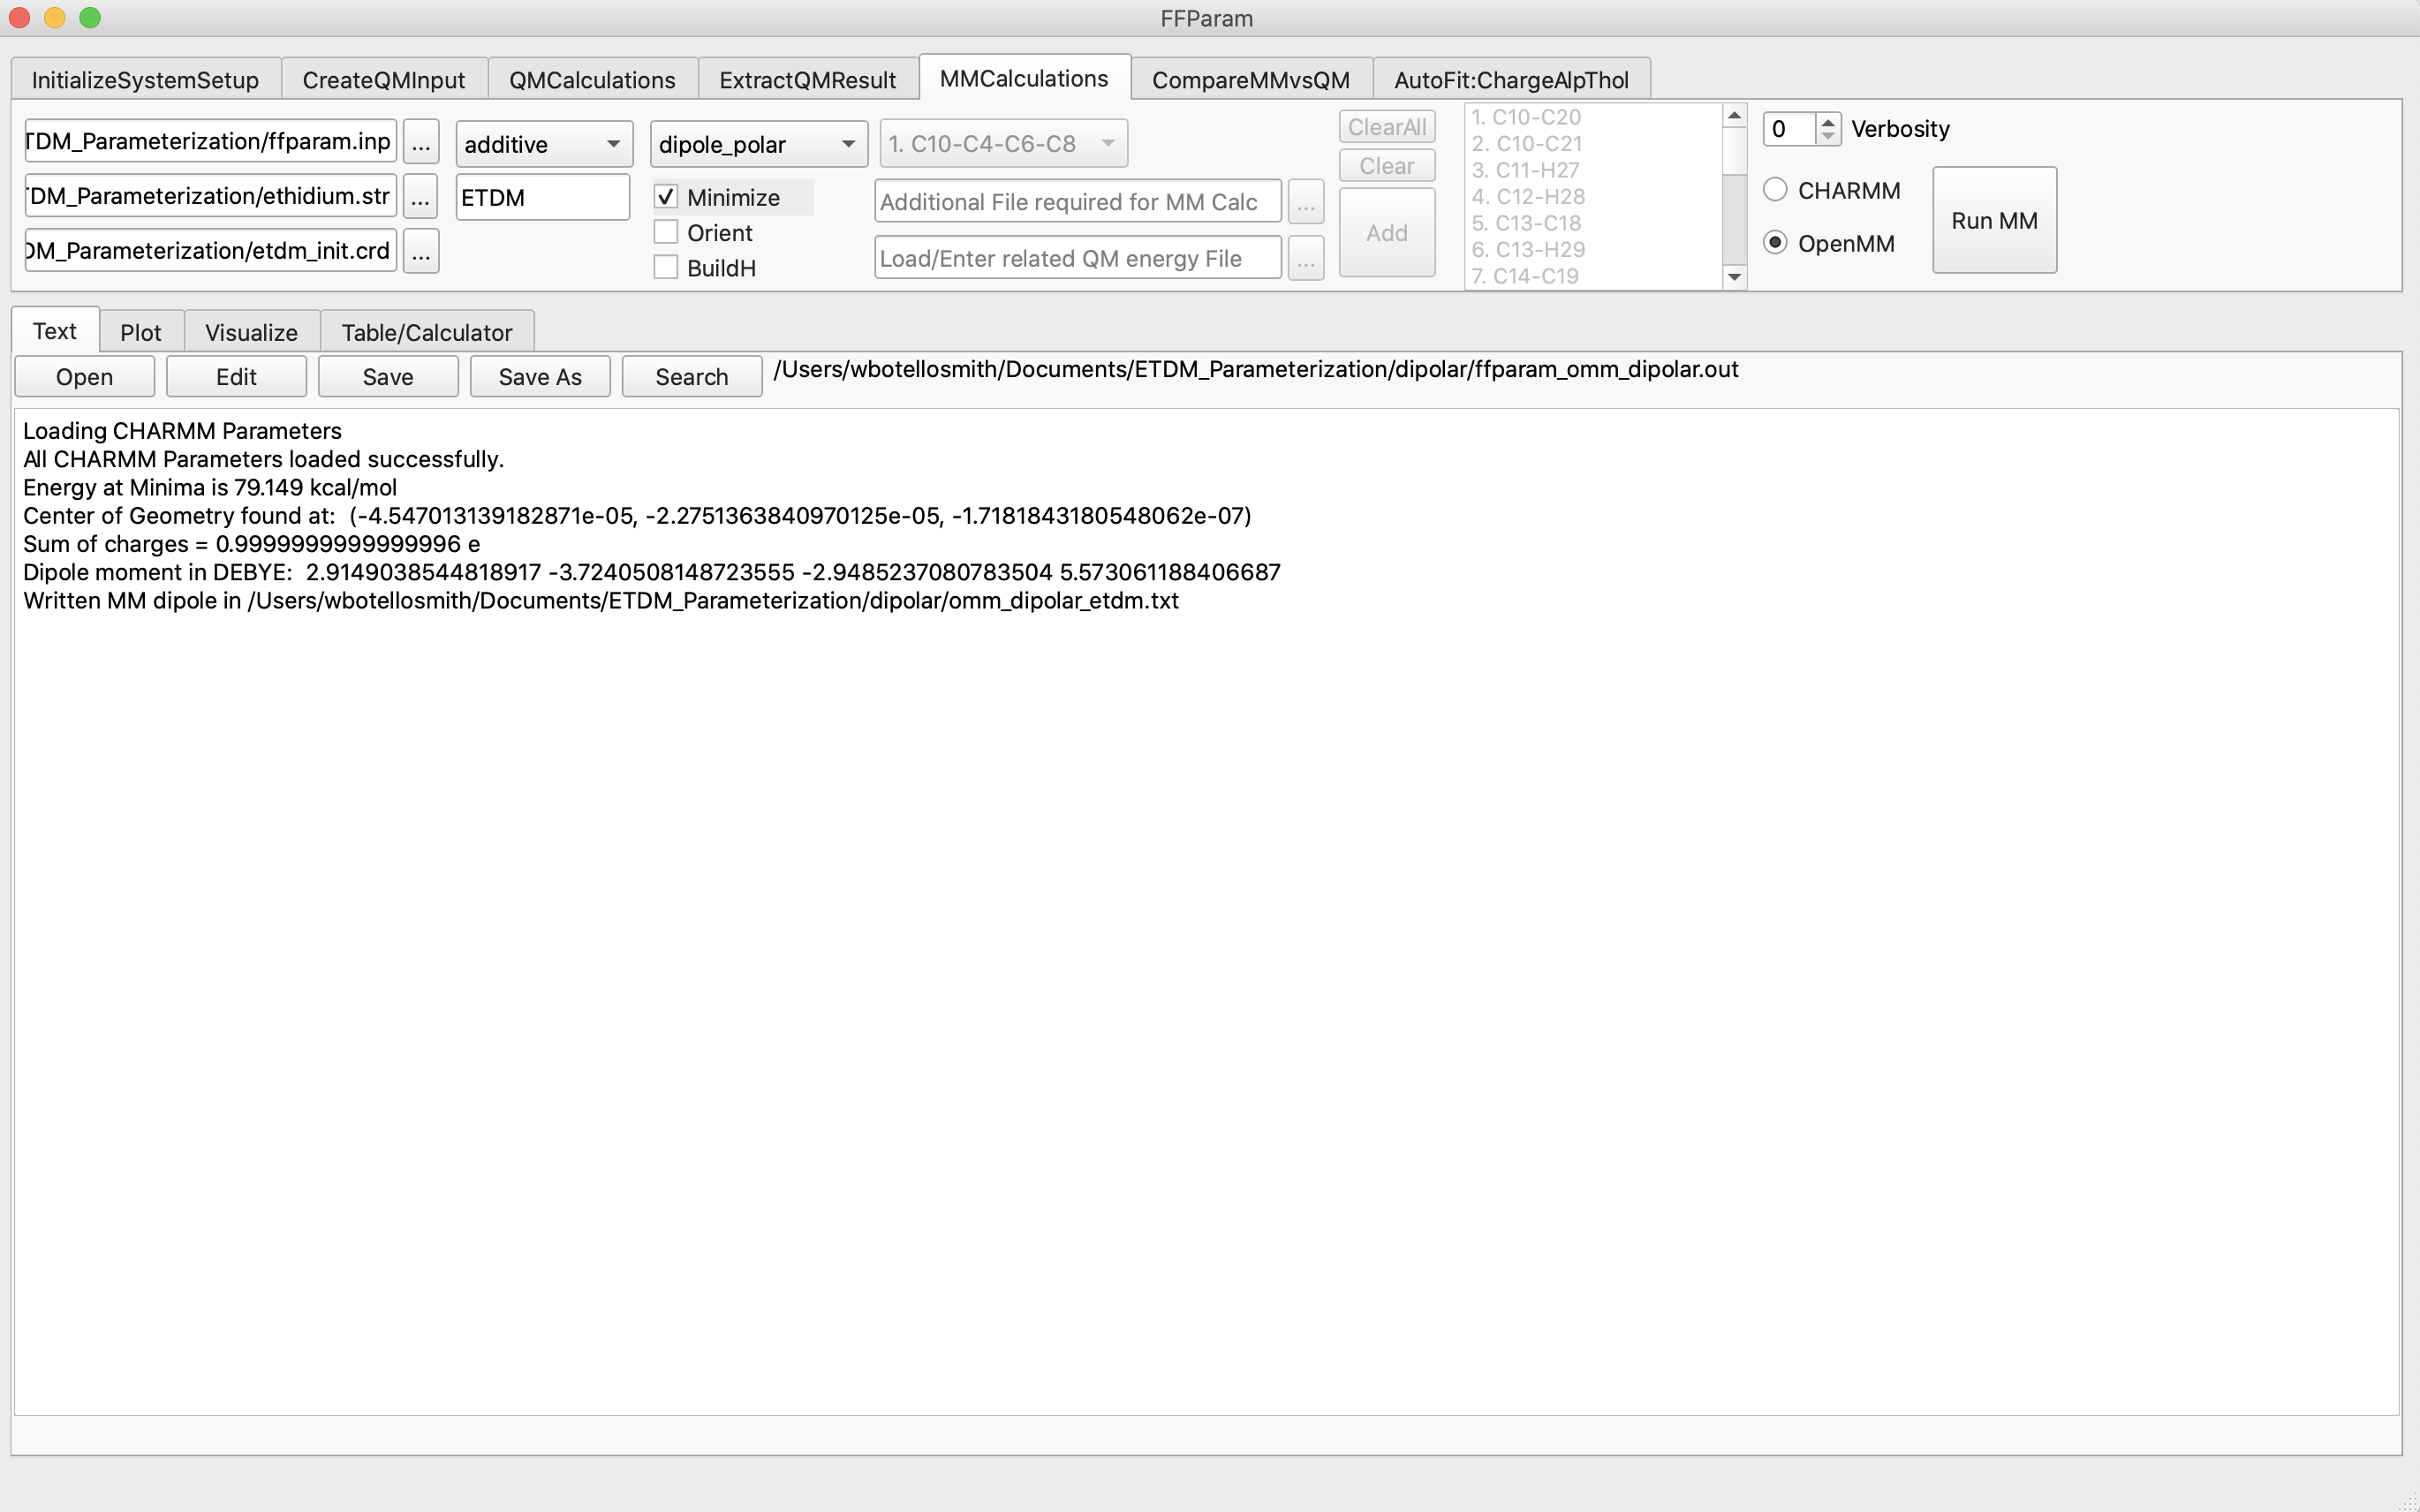 FFParam
InitializeSystemSetup CreateQMInput QMCalculations ExtractQMResult MMCalculations CompareMMvsQM AutoFit:ChargeAlpThol
TDM_Parameterization/ffparam.inp ... additive dipole_polar 1. C10-C4-C6-C8 ClearAll
DM_Parameterization/ethidium.str ... ETDM Minimize Additional File required for MM Calc ... Clear
DM_Parameterization/etdm_init.crd ... Orient Load/Enter related QM energy File ... Add
BuildH
1. C10-C20
2. C10-C21
3. C11-H27
4. C12-H28
5. C13-C18
6. C13-H29
7. C14-C19
0 Verbosity
CHARMM
OpenMM
Run MM
Text Plot Visualize Table/Calculator
Open Edit Save Save As Search /Users/wbotellosmith/Documents/ETDM_Parameterization/dipolar/ffparam_omm_dipolar.out
Loading CHARMM Parameters
All CHARMM Parameters loaded successfully.
Energy at Minima is 79.149 kcal/mol
Center of Geometry found at:  (-4.547013139182871e-05, -2.2751363840970125e-05, -1.7181843180548062e-07)
Sum of charges = 0.9999999999999996 e
Dipole moment in DEBYE:  2.9149038544818917 -3.7240508148723555 -2.9485237080783504 5.573061188406687
Written MM dipole in /Users/wbotellosmith/Documents/ETDM_Parameterization/dipolar/omm_dipolar_etdm.txt